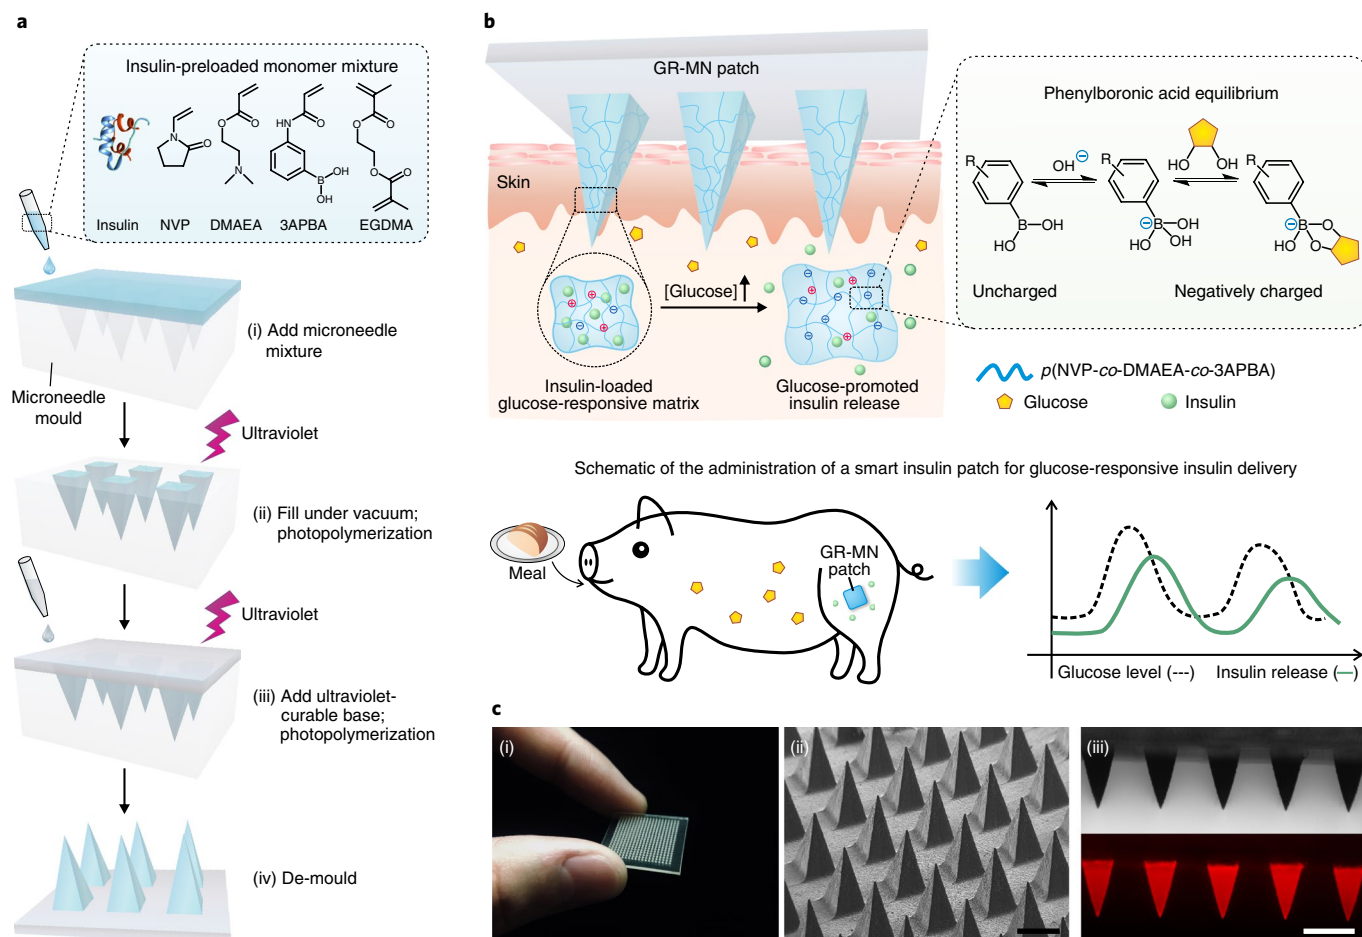 a
Insulin-preloaded monomer mixture
N
O
O
O
N
HN
O
B
OH
OH
O
O
O
O
Insulin
NVP
DMAEA
3APBA
EGDMA
(i) Add microneedle
mixture
Microneedle
mould
Ultraviolet
(ii) Fill under vacuum;
photopolymerization
Ultraviolet
(iii) Add ultraviolet-
curable base;
photopolymerization
(iv) De-mould
b
GR-MN patch
Skin
[Glucose]
Insulin-loaded
glucose-responsive matrix
Glucose-promoted
insulin release
Phenylboronic acid equilibrium
R
B
OH
HO
OH
R
B
OH
HO
OH
HO
OH
R
B
O
HO
O
Uncharged
Negatively charged
p(NVP-co-DMAEA-co-3APBA)
Glucose
Insulin
Schematic of the administration of a smart insulin patch for glucose-responsive insulin delivery
Meal
GR-MN
patch
Glucose level (---)
Insulin release (—)
c
(i)
(ii)
(iii)